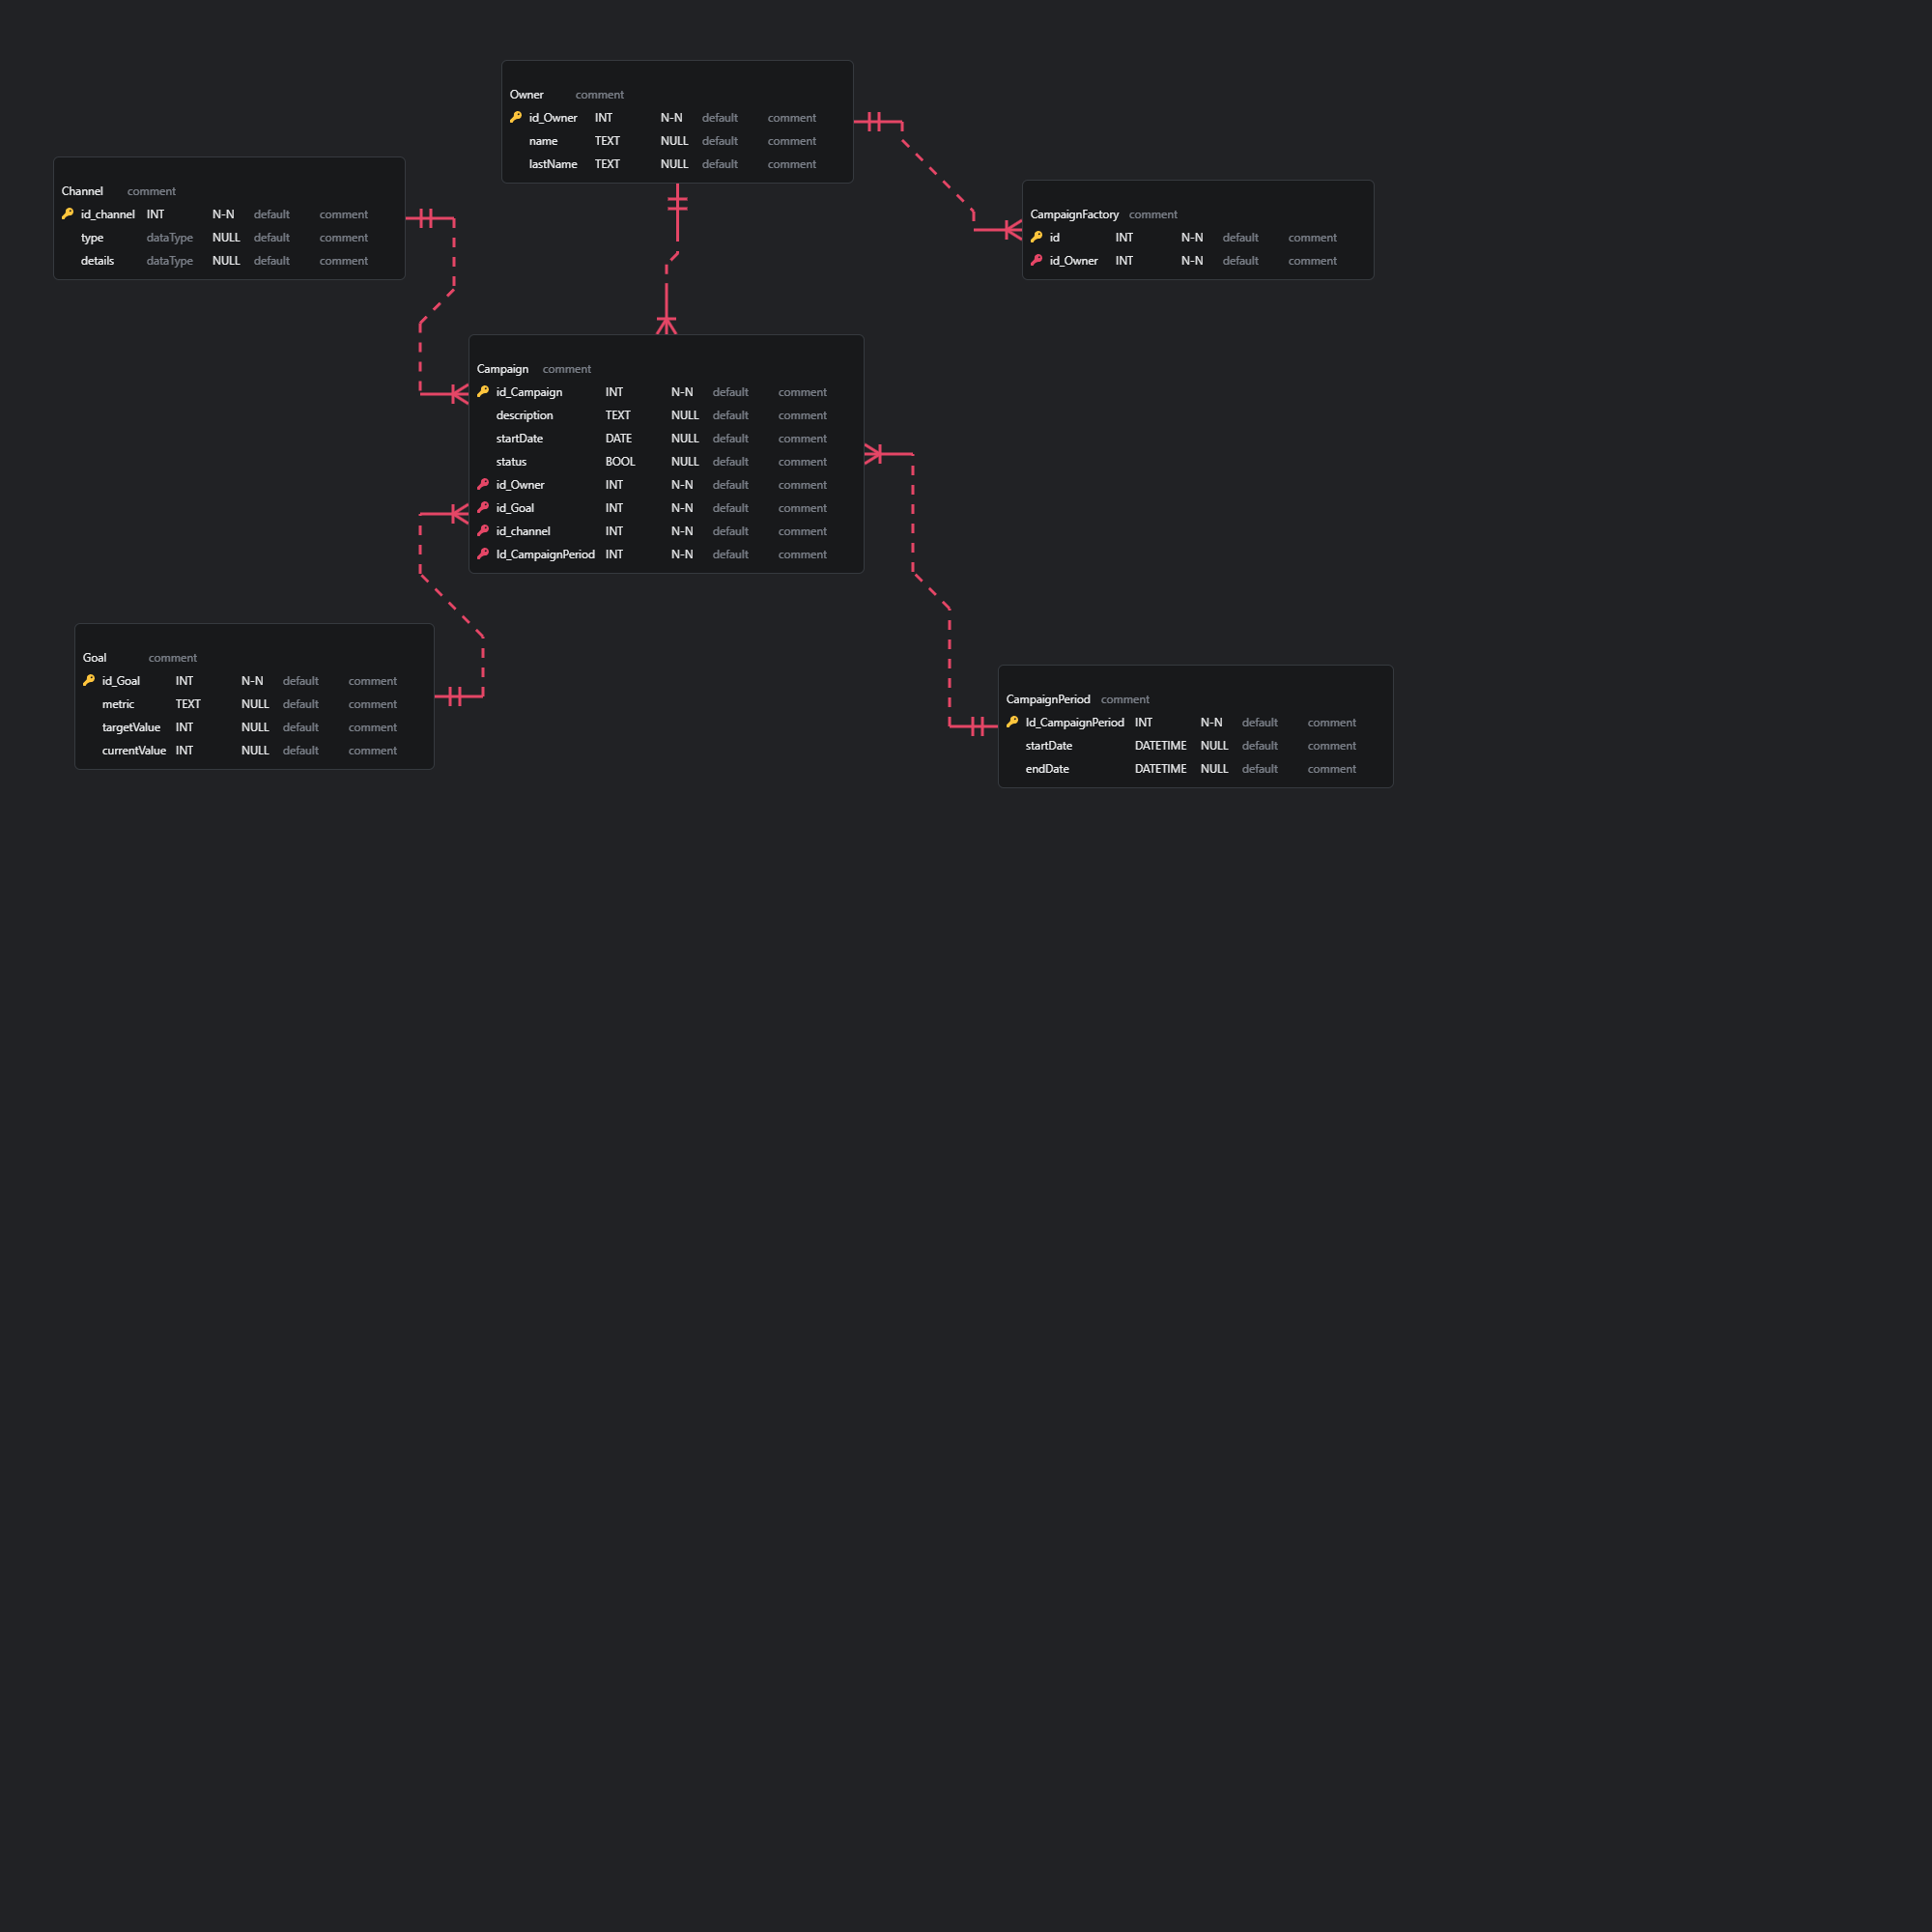 Owner comment
id_Owner INT N-N default comment
name TEXT NULL default comment
lastName TEXT NULL default comment
Channel comment
id_channel INT N-N default comment
type dataType NULL default comment
details dataType NULL default comment
CampaignFactory comment
id INT N-N default comment
id_Owner INT N-N default comment
Campaign comment
id_Campaign INT N-N default comment
description TEXT NULL default comment
startDate DATE NULL default comment
status BOOL NULL default comment
id_Owner INT N-N default comment
id_Goal INT N-N default comment
id_channel INT N-N default comment
Id_CampaignPeriod INT N-N default comment
Goal comment
id_Goal INT N-N default comment
metric TEXT NULL default comment
targetValue INT NULL default comment
currentValue INT NULL default comment
CampaignPeriod comment
Id_CampaignPeriod INT N-N default comment
startDate DATETIME NULL default comment
endDate DATETIME NULL default comment